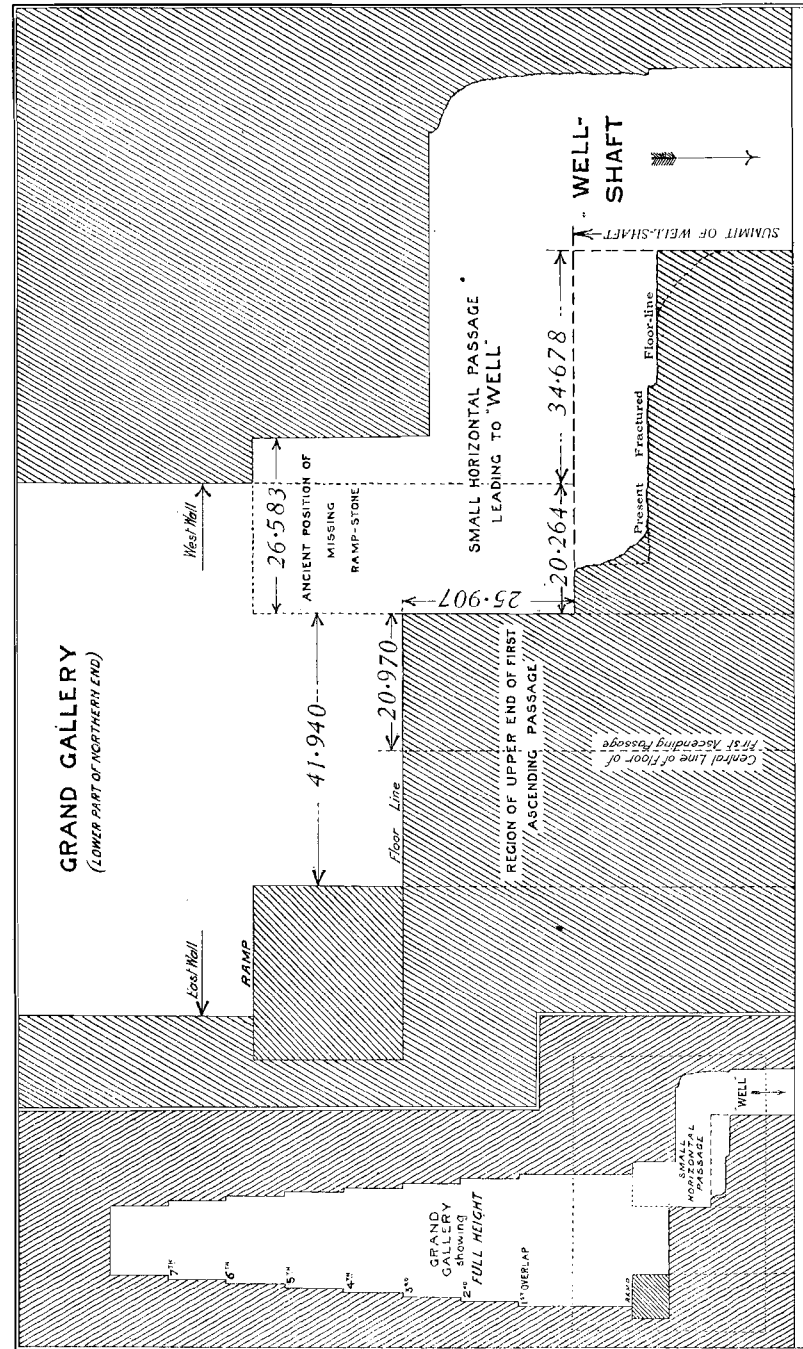 GRAND GALLERY
(LOWER PART OF NORTHERN END)
East Wall
West Wall
RAMP
41·940
26·583
ANCIENT POSITION OF
MISSING
RAMP-STONE
Floor Line
20·970
25·907
SMALL HORIZONTAL PASSAGE
LEADING TO "WELL"
REGION OF UPPER END OF FIRST
ASCENDING PASSAGE
20·264
34·678
WELL-
SHAFT
SUMMIT OF WELL-SHAFT
Present Fractured Floor-line
Central Line of Floor of
First Ascending Passage
7TH
6TH
5TH
4TH
3RD
2ND
1ST OVERLAP
GRAND
GALLERY
showing
FULL HEIGHT
RAMP
SMALL
HORIZONTAL
PASSAGE
WELL